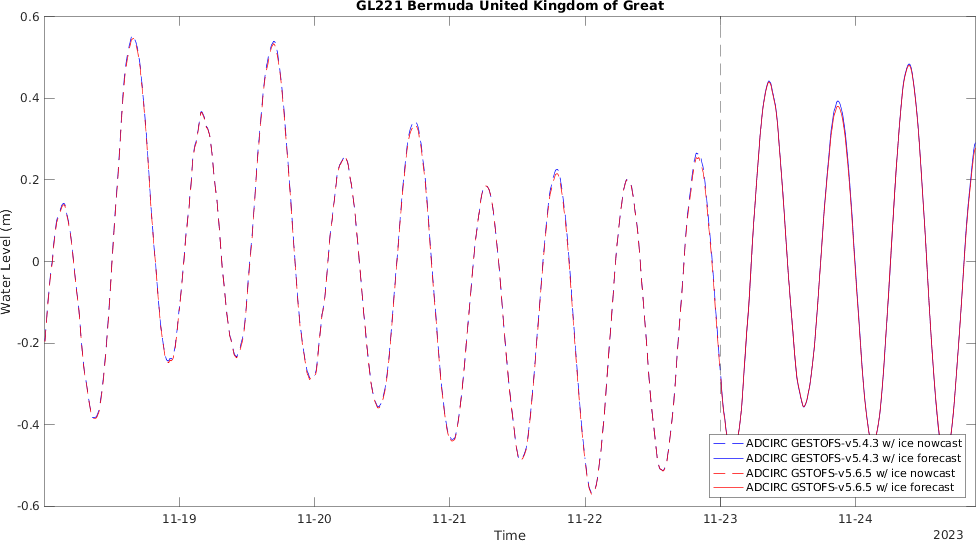 GL221 Bermuda United Kingdom of Great
Water Level (m)
0.6
0.4
0.2
0
-0.2
-0.4
-0.6
ADCIRC GESTOFS-v5.4.3 w/ ice nowcast
ADCIRC GESTOFS-v5.4.3 w/ ice forecast
ADCIRC GSTOFS-v5.6.5 w/ ice nowcast
ADCIRC GSTOFS-v5.6.5 w/ ice forecast
11-19 11-20 11-21 11-22 11-23 11-24
Time
2023